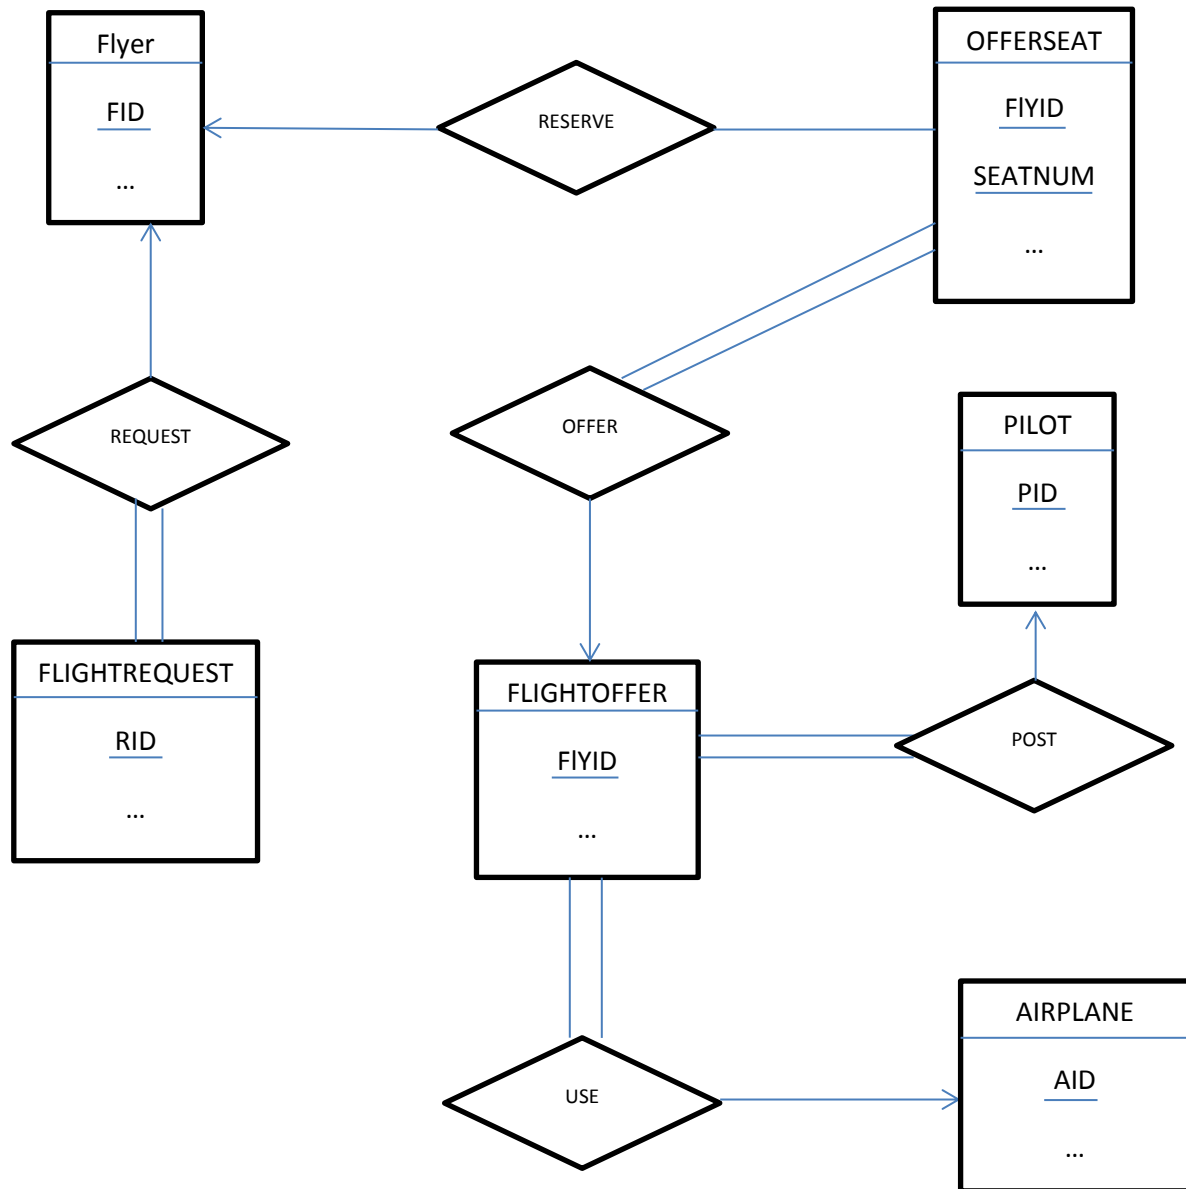 Flyer
FID
...
RESERVE
OFFERSEAT
FlYID
SEATNUM
...
REQUEST
OFFER
PILOT
PID
...
FLIGHTREQUEST
RID
...
FLIGHTOFFER
FlYID
...
POST
USE
AIRPLANE
AID
...